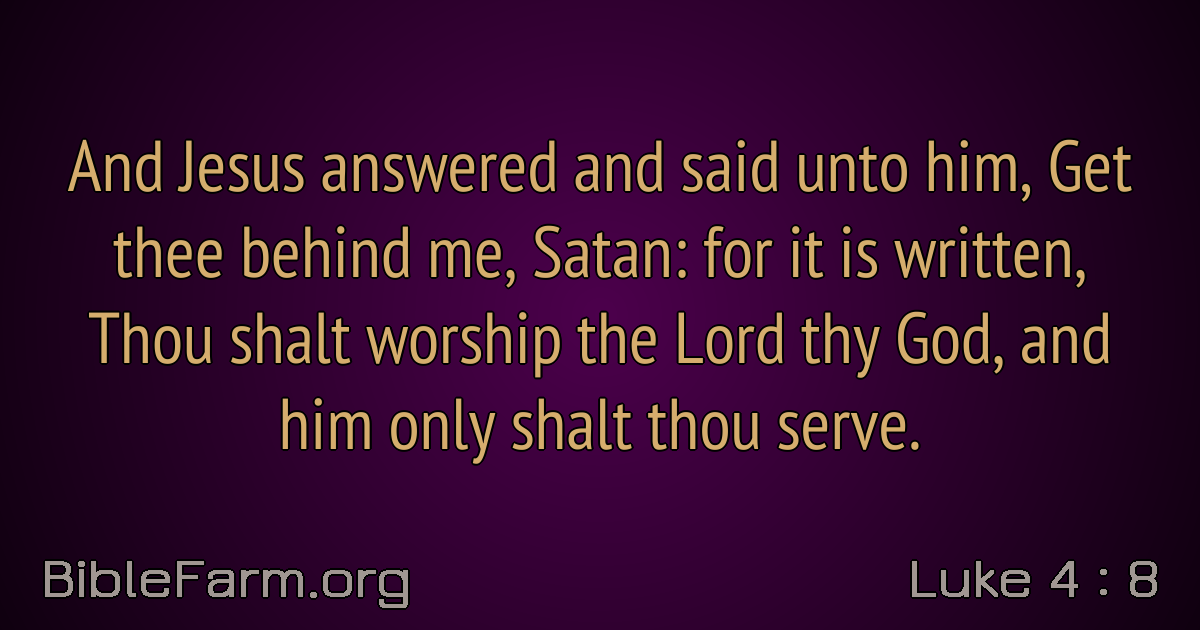 And Jesus answered and said unto him, Get
thee behind me, Satan: for it is written,
Thou shalt worship the Lord thy God, and
him only shalt thou serve.
BibleFarm.org
Luke 4 : 8